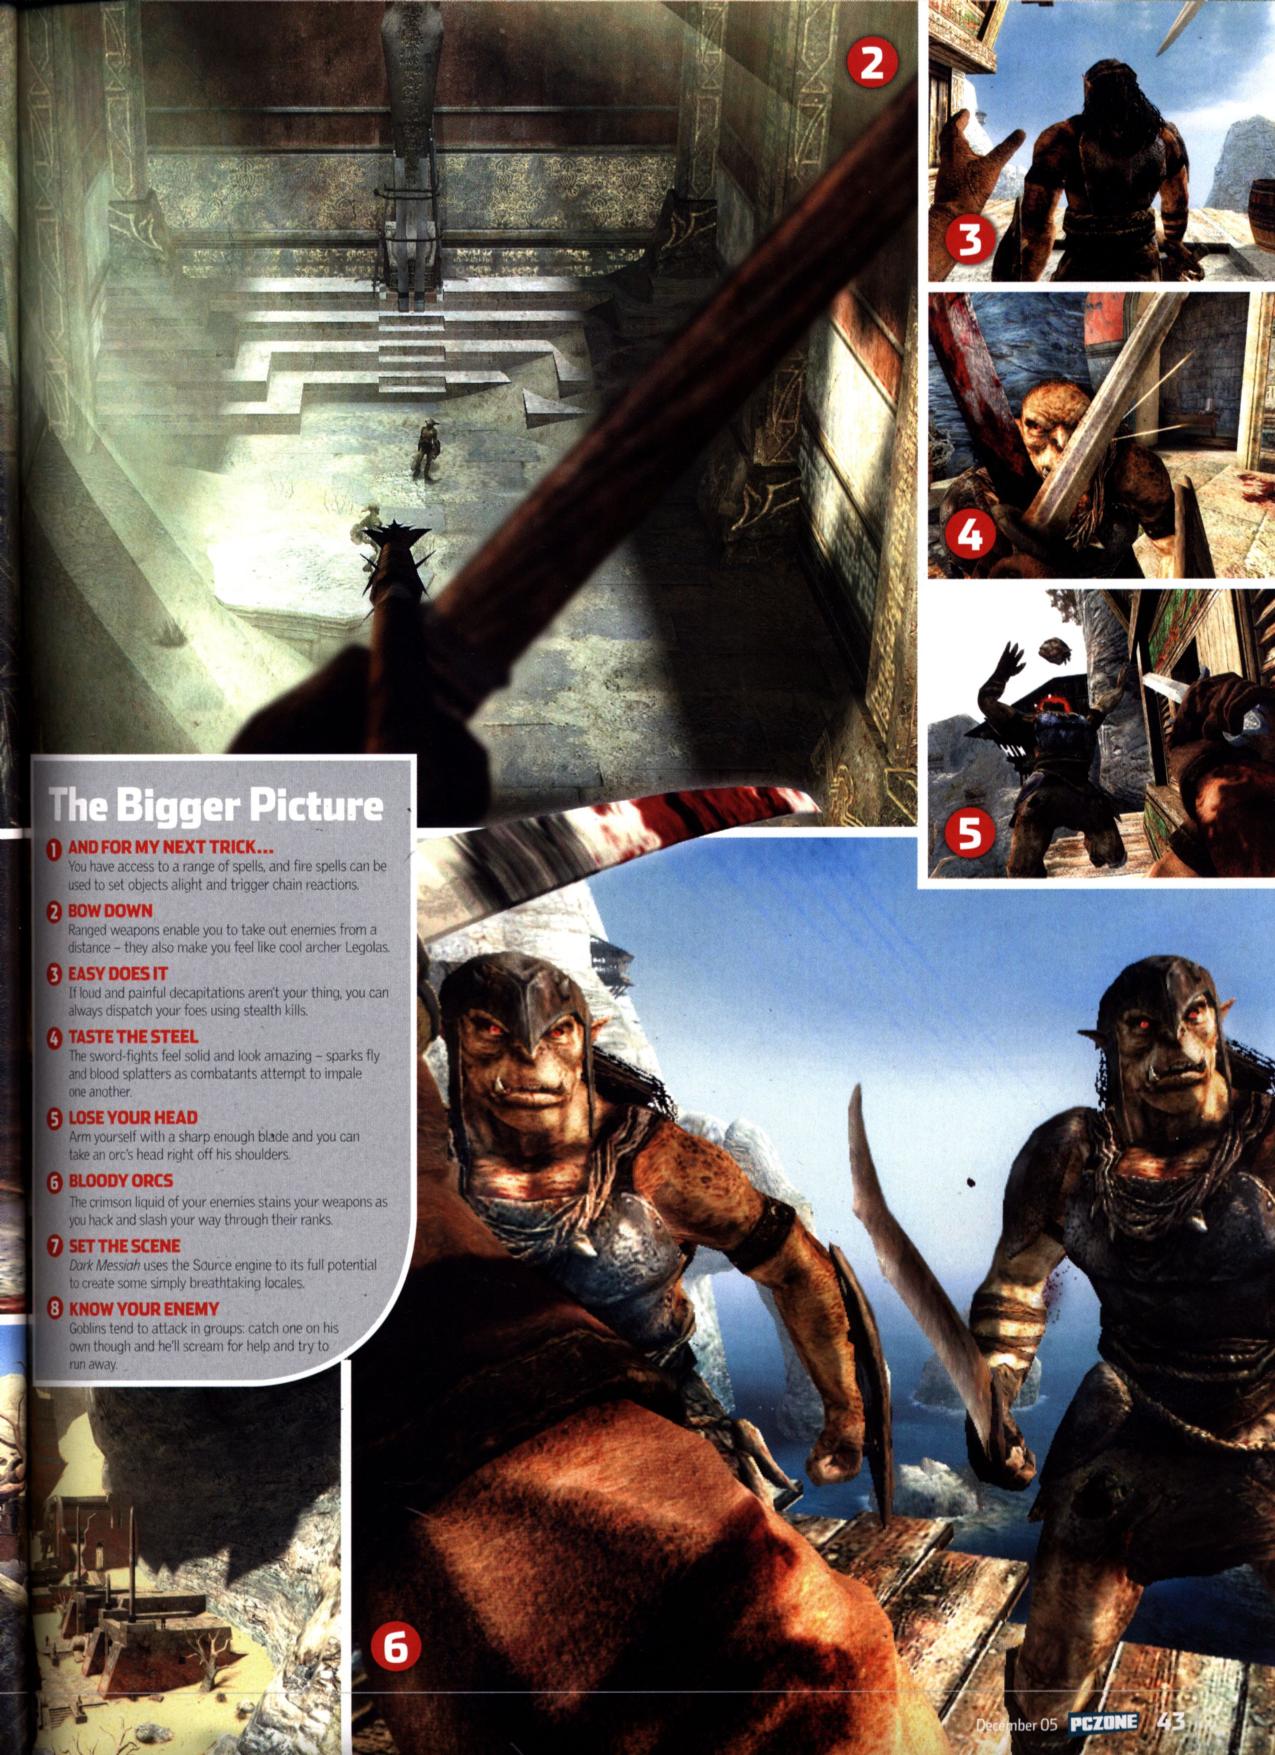 2
3
4
5
The Bigger Picture
1 AND FOR MY NEXT TRICK...
You have access to a range of spells, and fire spells can be
used to set objects alight and trigger chain reactions.
2 BOW DOWN
Ranged weapons enable you to take out enemies from a
distance – they also make you feel like cool archer Legolas.
3 EASY DOES IT
If loud and painful decapitations aren't your thing, you can
always dispatch your foes using stealth kills.
4 TASTE THE STEEL
The sword-fights feel solid and look amazing – sparks fly
and blood splatters as combatants attempt to impale
one another.
5 LOSE YOUR HEAD
Arm yourself with a sharp enough blade and you can
take an orc's head right off his shoulders.
6 BLOODY ORCS
The crimson liquid of your enemies stains your weapons as
you hack and slash your way through their ranks.
7 SET THE SCENE
Dark Messiah uses the Source engine to its full potential
to create some simply breathtaking locales.
8 KNOW YOUR ENEMY
Goblins tend to attack in groups: catch one on his
own though and he'll scream for help and try to
run away.
6
December 05 PCZONE 43